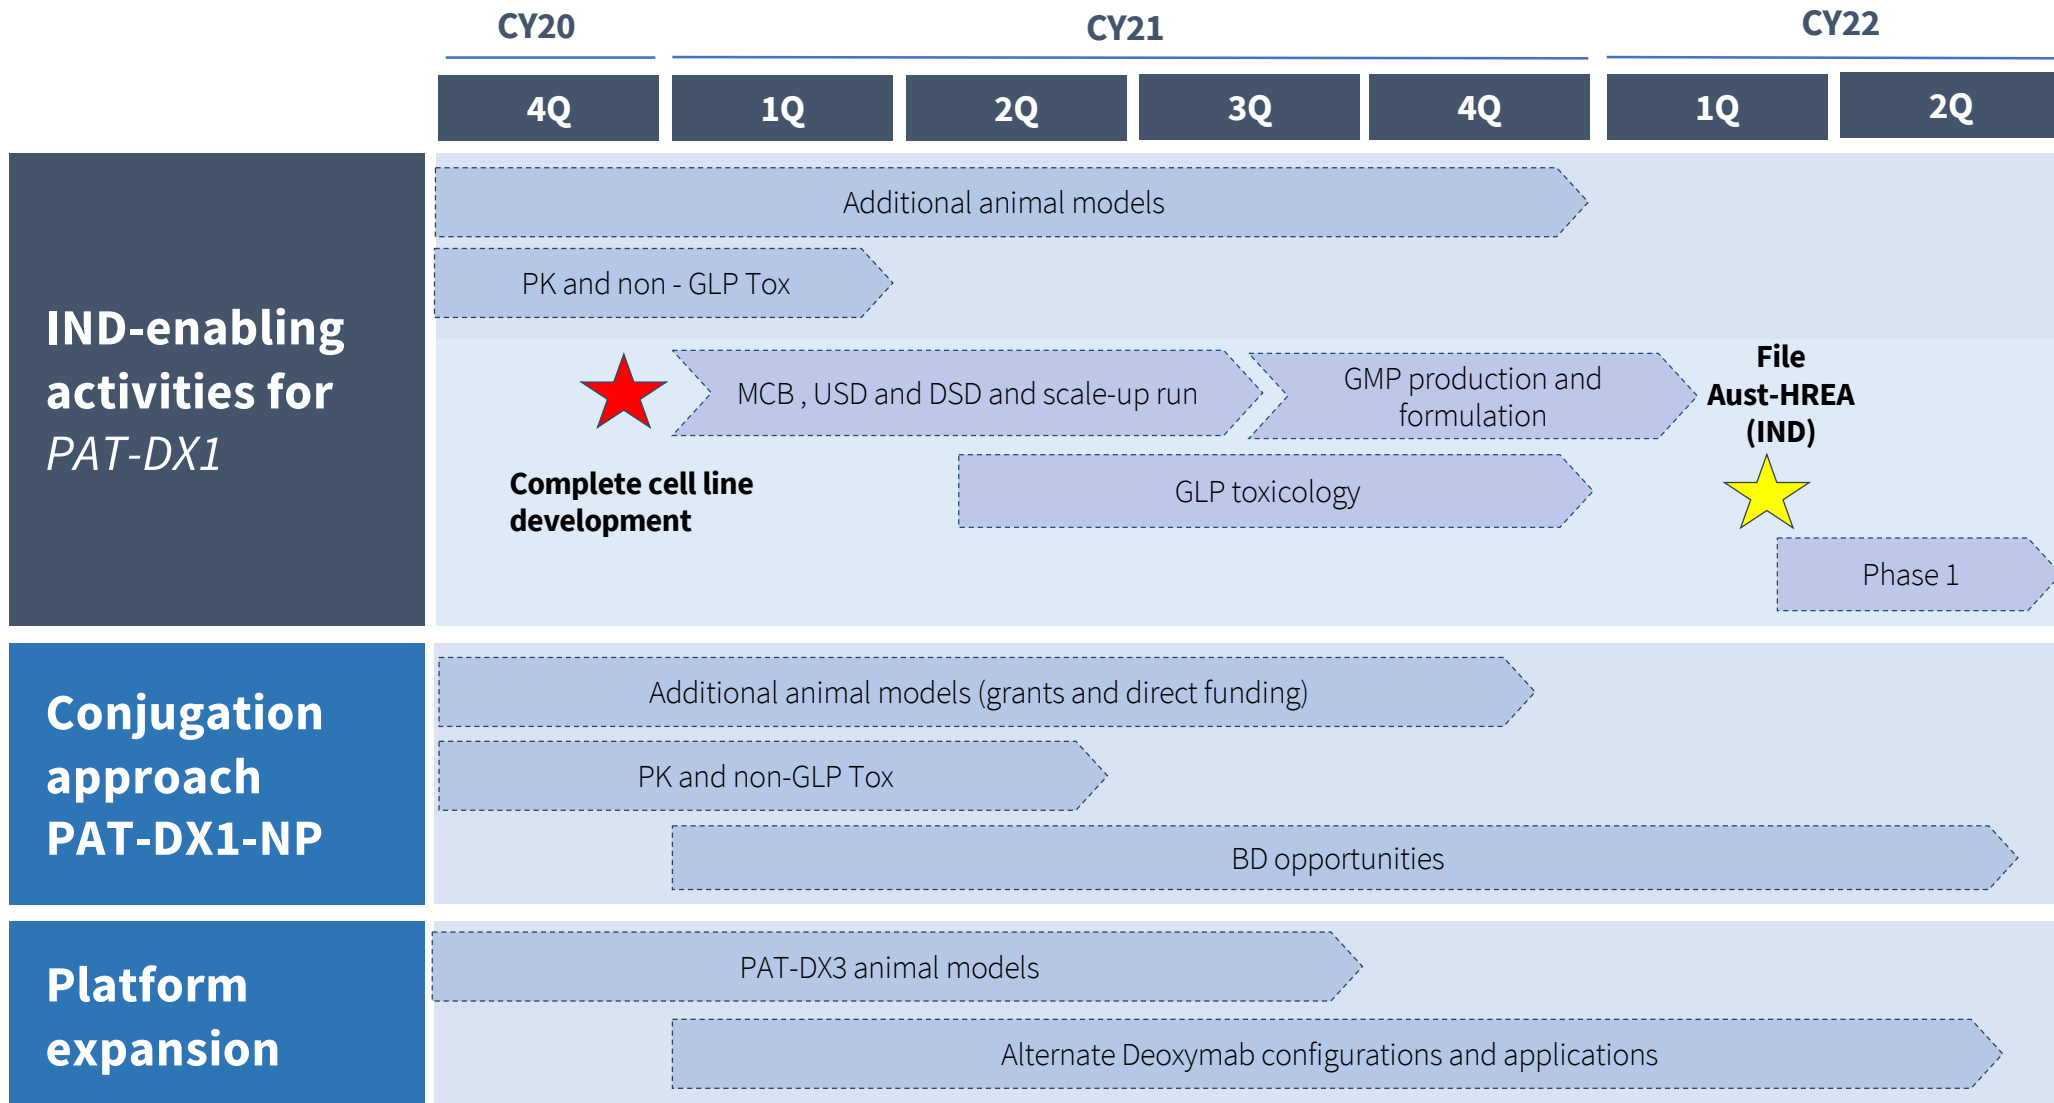 CY20
CY21
CY22
4Q
1Q
2Q
3Q
4Q
1Q
2Q
IND-enabling
activities for
PAT-DX1
Additional animal models
PK and non - GLP Tox
MCB , USD and DSD and scale-up run
GMP production and
formulation
File
Aust-HREA
(IND)
Complete cell line
development
GLP toxicology
Phase 1
Conjugation
approach
PAT-DX1-NP
Additional animal models (grants and direct funding)
PK and non-GLP Tox
BD opportunities
Platform
expansion
PAT-DX3 animal models
Alternate Deoxymab configurations and applications